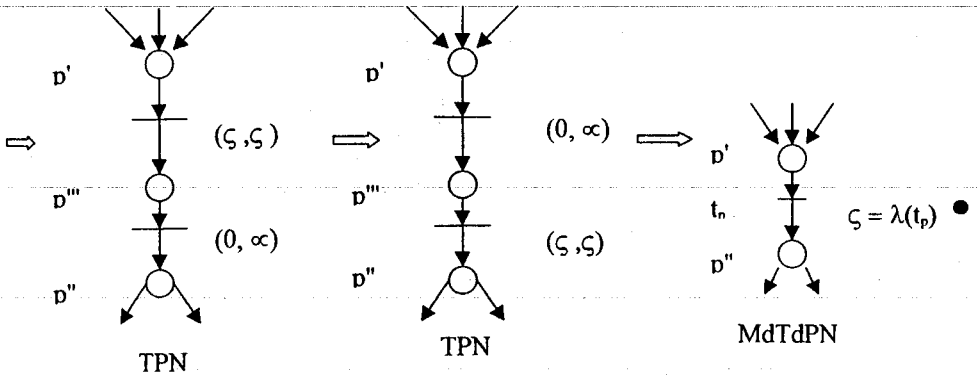 p'
(ς ,ς )
p'''
(0, ∝)
p''
TPN
p'
(0, ∝)
p'''
(ς ,ς)
p''
TPN
p'
tₙ
ς = λ(tₚ)
p''
MdTdPN